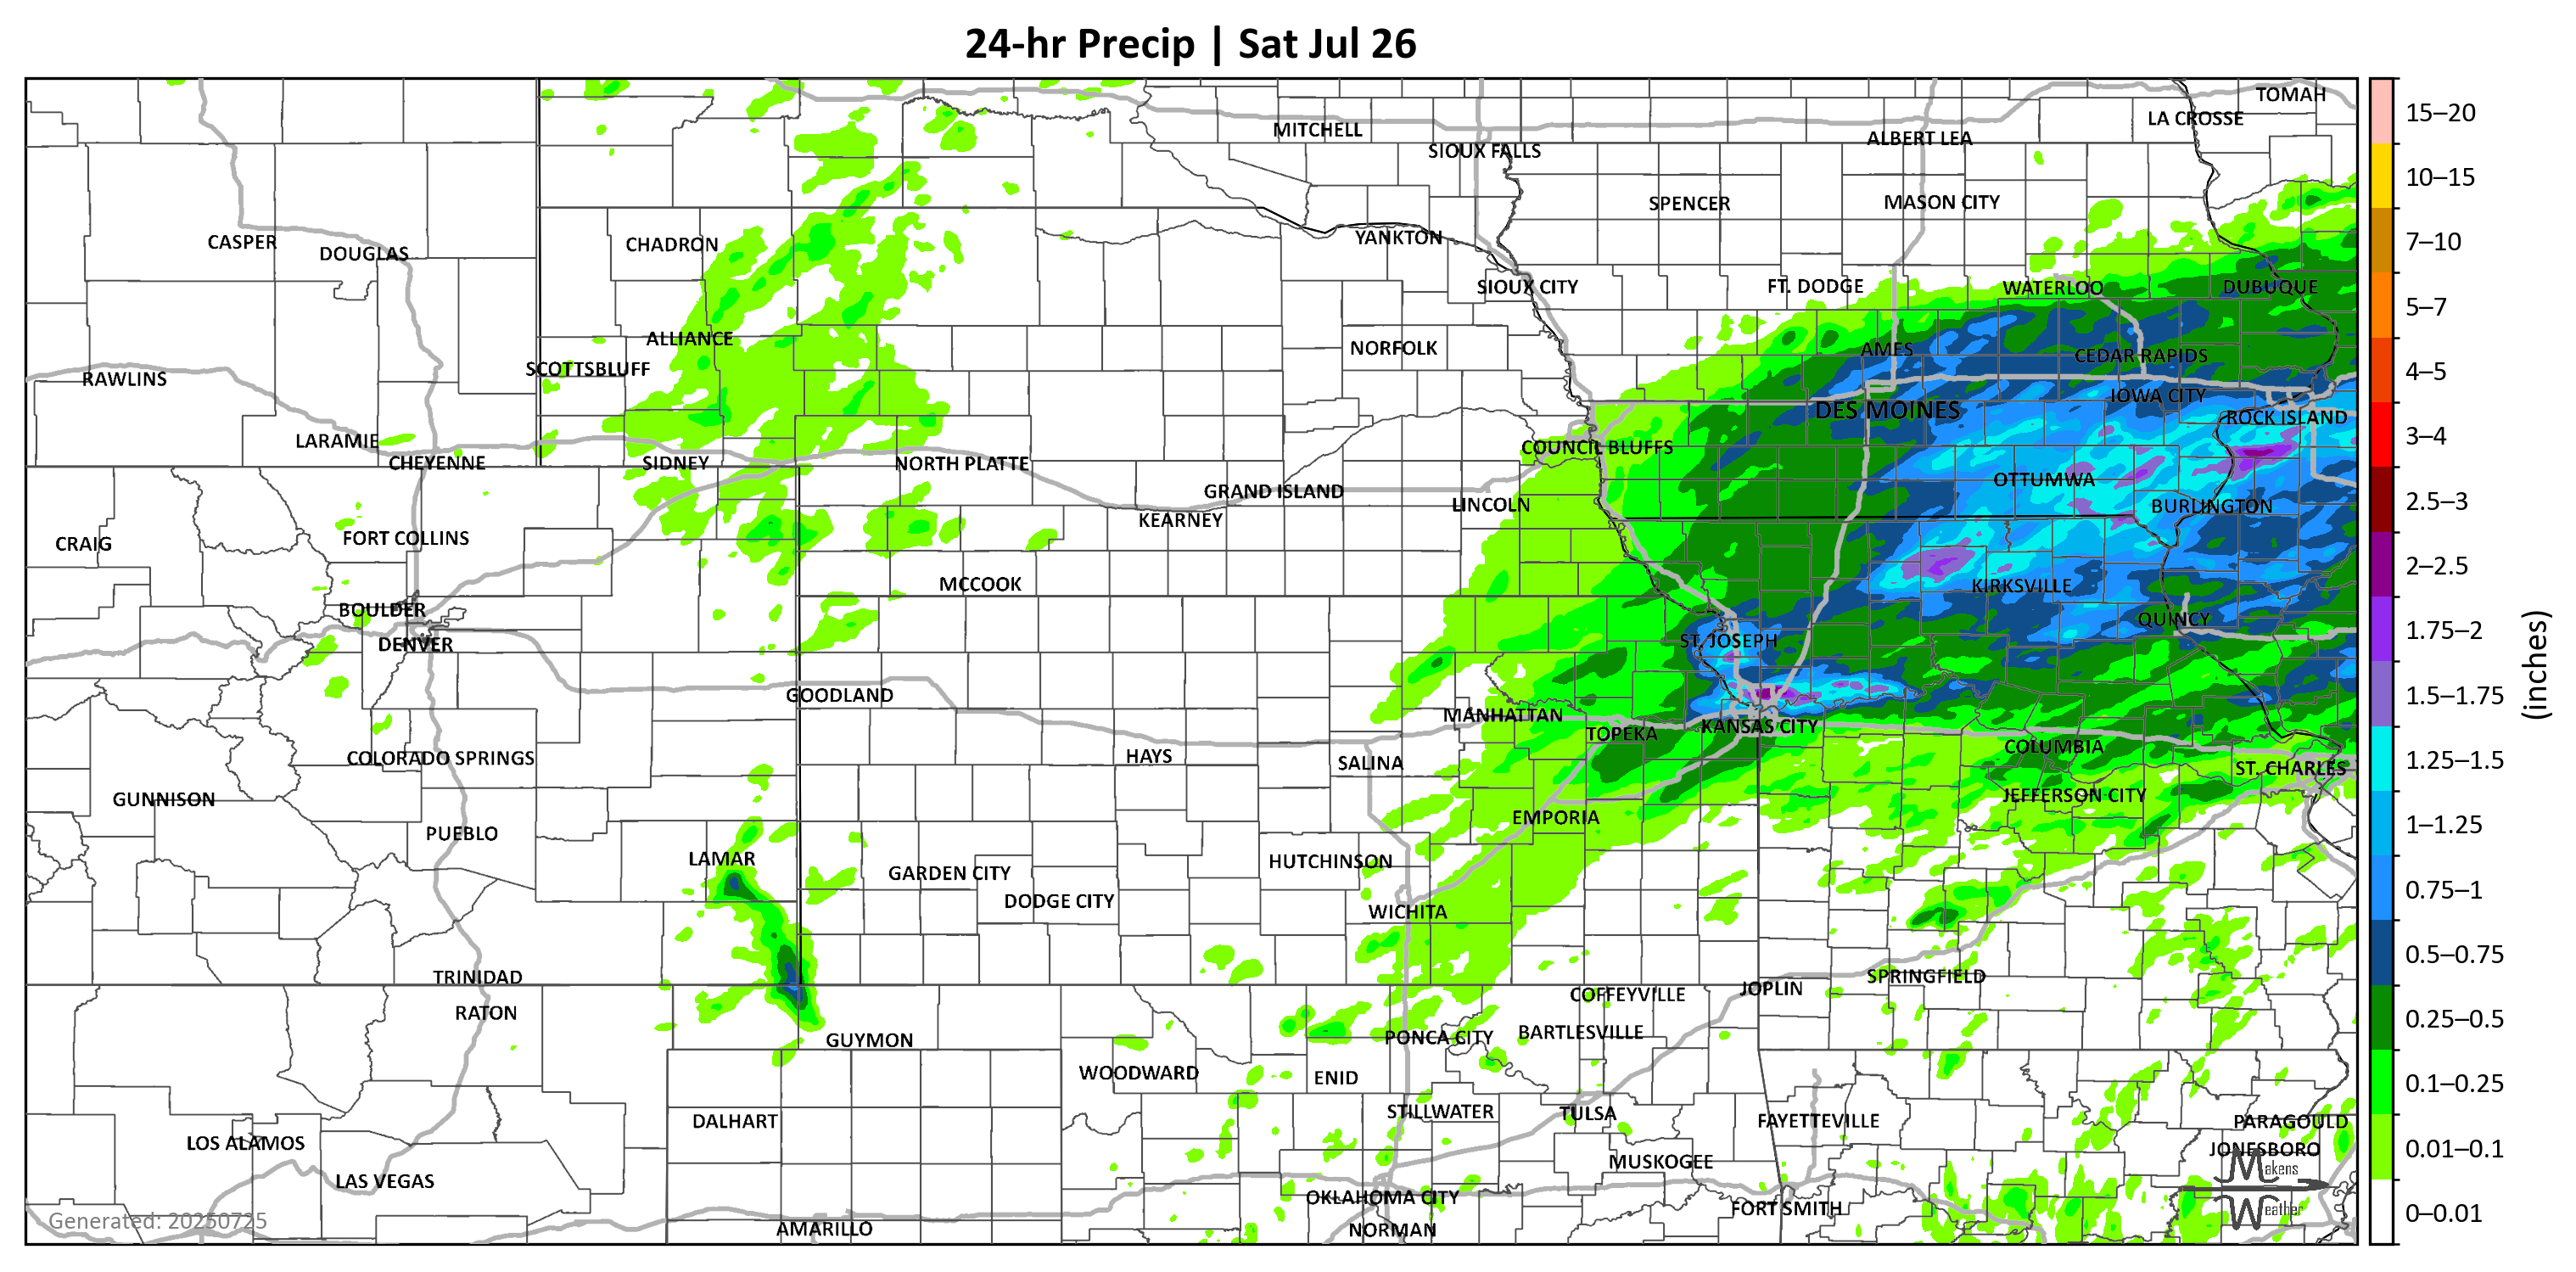 24-hr Precip | Sat Jul 26
TOMAH
LA CROSSE
MITCHELL
ALBERT LEA
SIOUX FALLS
SPENCER
MASON CITY
CASPER
DOUGLAS
CHADRON
YANKTON
SIOUX CITY
FT. DODGE
WATERLOO
DUBUQUE
ALLIANCE
NORFOLK
AMES
CEDAR RAPIDS
SCOTTSBLUFF
RAWLINS
IOWA CITY
DES MOINES
ROCK ISLAND
LARAMIE
COUNCIL BLUFFS
CHEYENNE
SIDNEY
NORTH PLATTE
OTTUMWA
GRAND ISLAND
LINCOLN
BURLINGTON
KEARNEY
CRAIG
FORT COLLINS
MCCOOK
KIRKSVILLE
BOULDER
QUINCY
DENVER
ST. JOSEPH
GOODLAND
MANHATTAN
TOPEKA
KANSAS CITY
COLUMBIA
COLORADO SPRINGS
HAYS
SALINA
ST. CHARLES
GUNNISON
JEFFERSON CITY
EMPORIA
PUEBLO
LAMAR
GARDEN CITY
HUTCHINSON
DODGE CITY
WICHITA
TRINIDAD
SPRINGFIELD
JOPLIN
COFFEYVILLE
RATON
GUYMON
PONCA CITY
BARTLESVILLE
WOODWARD
ENID
DALHART
STILLWATER
TULSA
FAYETTEVILLE
PARAGOULD
LOS ALAMOS
JONESBORO
MUSKOGEE
LAS VEGAS
OKLAHOMA CITY
FORT SMITH
AMARILLO
NORMAN
Generated: 20250725
Makens
Weather
15–20
10–15
7–10
5–7
4–5
3–4
2.5–3
2–2.5
1.75–2
1.5–1.75
1.25–1.5
1–1.25
0.75–1
0.5–0.75
0.25–0.5
0.1–0.25
0.01–0.1
0–0.01
(inches)